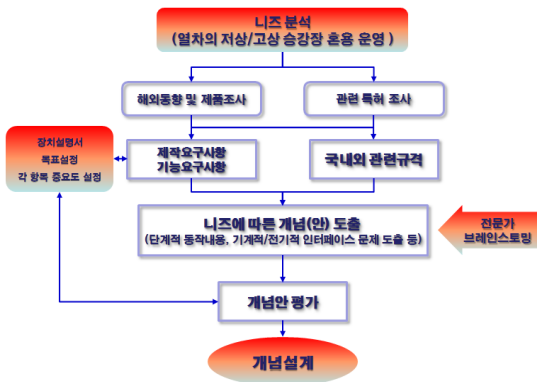 니즈 분석
(열차의 저상/고상 승강장 혼용 운영 )
해외동향 및 제품조사
관련 특허 조사
장치설명서
목표설정
각 항목 중요도 설정
제작요구사항
기능요구사항
국내외 관련규격
니즈에 따른 개념(안) 도출
(단계적 동작내용, 기계적/전기적 인터페이스 문제 도출 등)
전문가
브레인스토밍
개념안 평가
개념설계